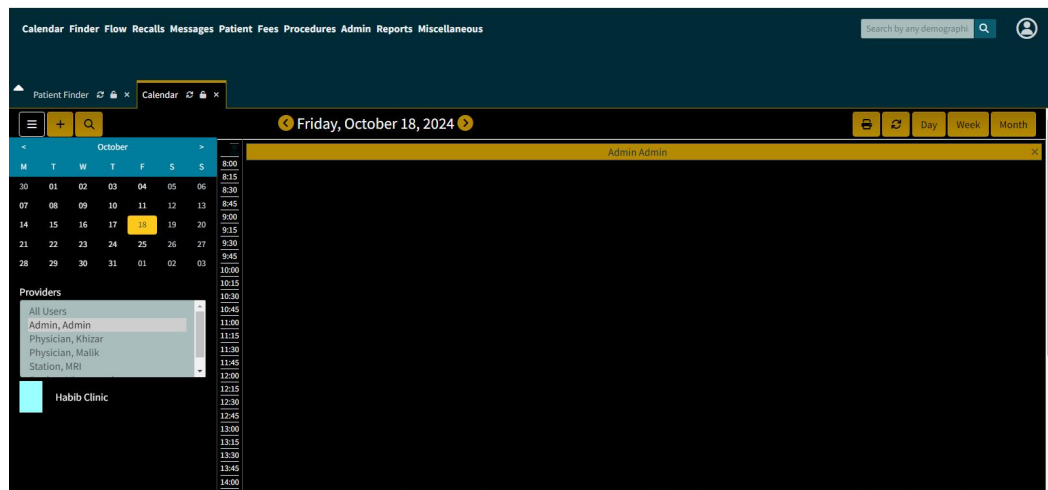 Calendar Finder Flow Recalls Messages Patient Fees Procedures Admin Reports Miscellaneous
Search by any demographi
Patient Finder
Calendar
Friday, October 18, 2024
Day Week Month
< October >
M T W T F S S
30 01 02 03 04 05 06
07 08 09 10 11 12 13
14 15 16 17 18 19 20
21 22 23 24 25 26 27
28 29 30 31 01 02 03
Providers
All Users
Admin, Admin
Physician, Khizar
Physician, Malik
Station, MRI
Habib Clinic
Admin Admin
8:00
8:15
8:30
8:45
9:00
9:15
9:30
9:45
10:00
10:15
10:30
10:45
11:00
11:15
11:30
11:45
12:00
12:15
12:30
12:45
13:00
13:15
13:30
13:45
14:00